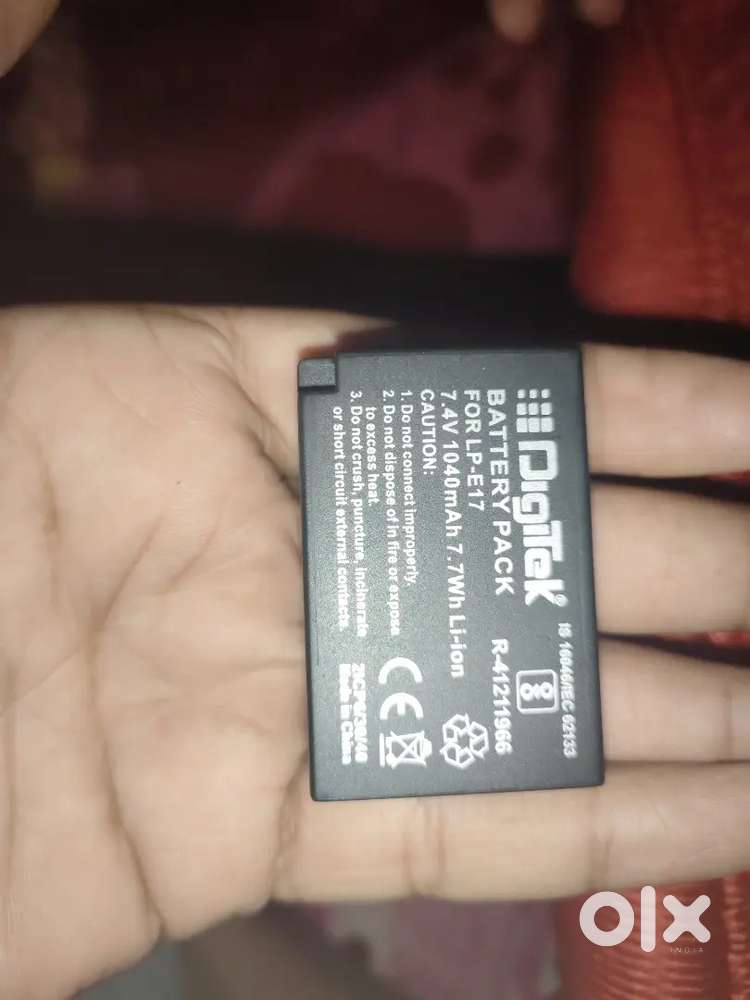 DigiTek®
IS 16046/IEC 62133
BATTERY PACK
R-41211966
FOR LP-E17
7.4V 1040mAh 7.7Wh Li-ion
CAUTION:
1. Do not connect improperly.
2. Do not dispose of in fire or expose
to excess heat.
3. Do not crush, puncture, incinerate
or short circuit external contacts.
CE
Made in China
olx
INDIA